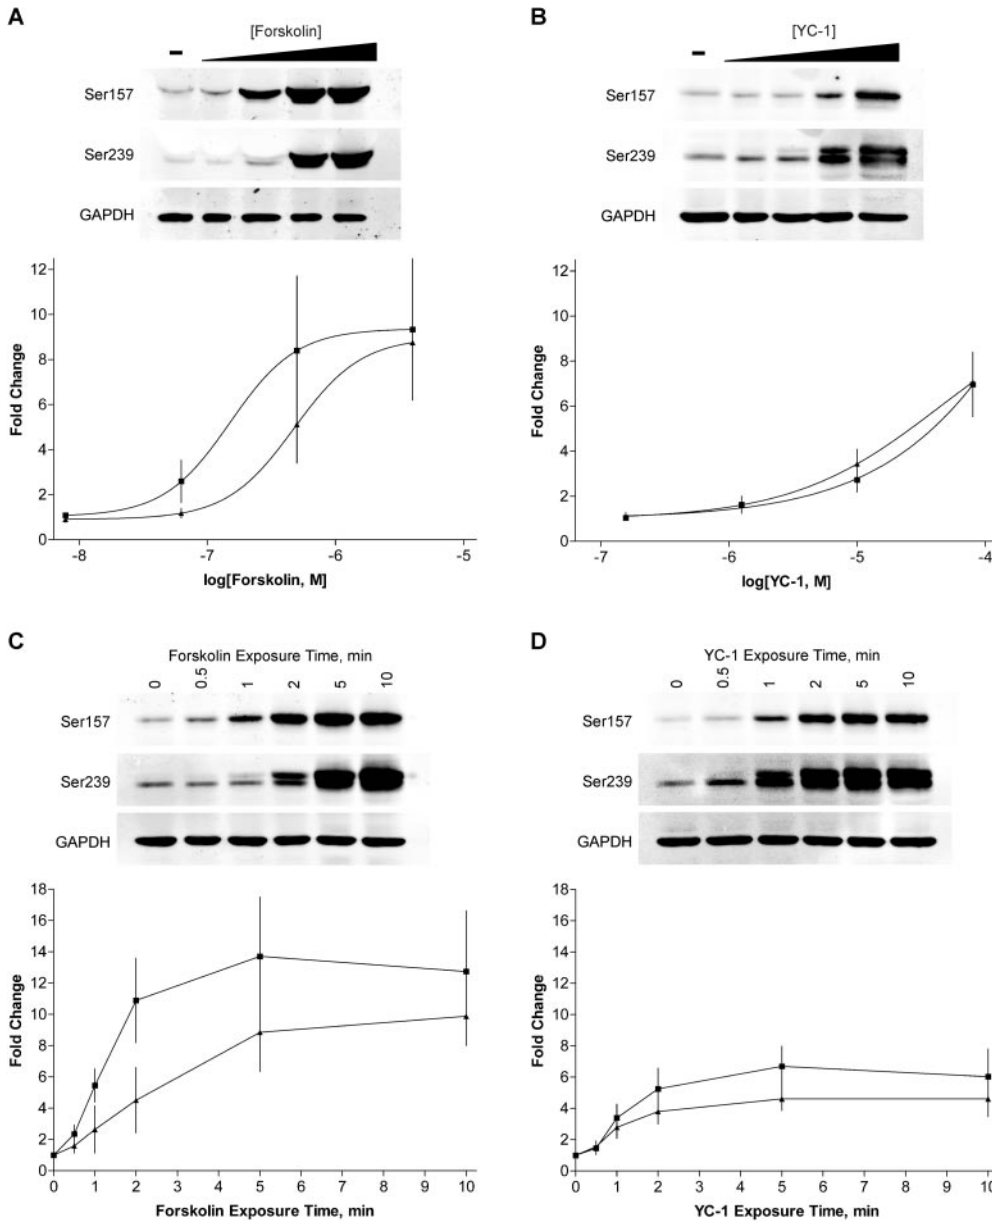 A
[Forskolin]
–
Ser157
Ser239
GAPDH
12
10
8
6
4
2
0
Fold Change
-8
-7
-6
-5
log[Forskolin, M]
B
[YC-1]
–
Ser157
Ser239
GAPDH
12
10
8
6
4
2
0
Fold Change
-7
-6
-5
-4
log[YC-1, M]
C
Forskolin Exposure Time, min
0 0.5 1 2 5 10
Ser157
Ser239
GAPDH
18
16
14
12
10
8
6
4
2
0
Fold Change
0 1 2 3 4 5 6 7 8 9 10
Forskolin Exposure Time, min
D
YC-1 Exposure Time, min
0 0.5 1 2 5 10
Ser157
Ser239
GAPDH
18
16
14
12
10
8
6
4
2
0
Fold Change
0 1 2 3 4 5 6 7 8 9 10
YC-1 Exposure Time, min